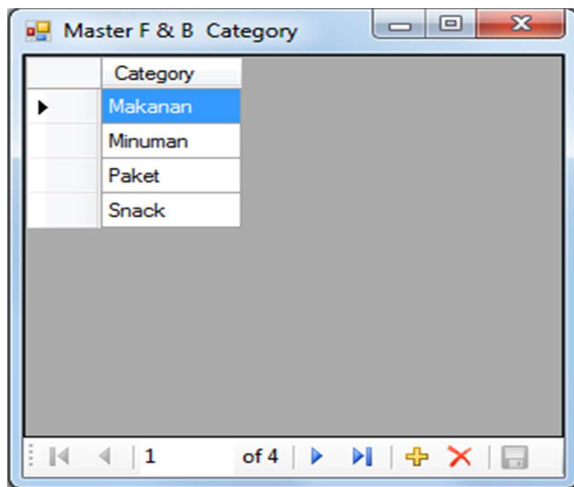 Master F & B Category
Category
Makanan
Minuman
Paket
Snack
1 of 4